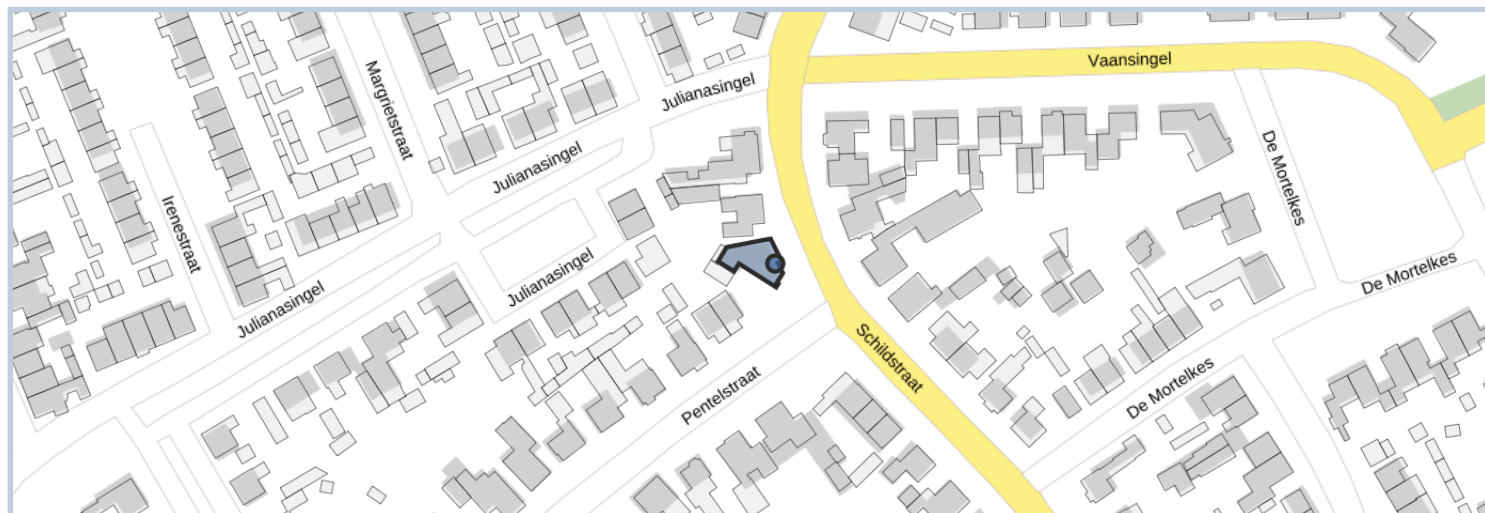 Vaansingel
Julianasingel
Margrietstraat
Julianasingel
De Mortelkes
Irenestraat
Julianasingel
De Mortelkes
Julianasingel
Schildstraat
Pentelstraat
De Mortelkes